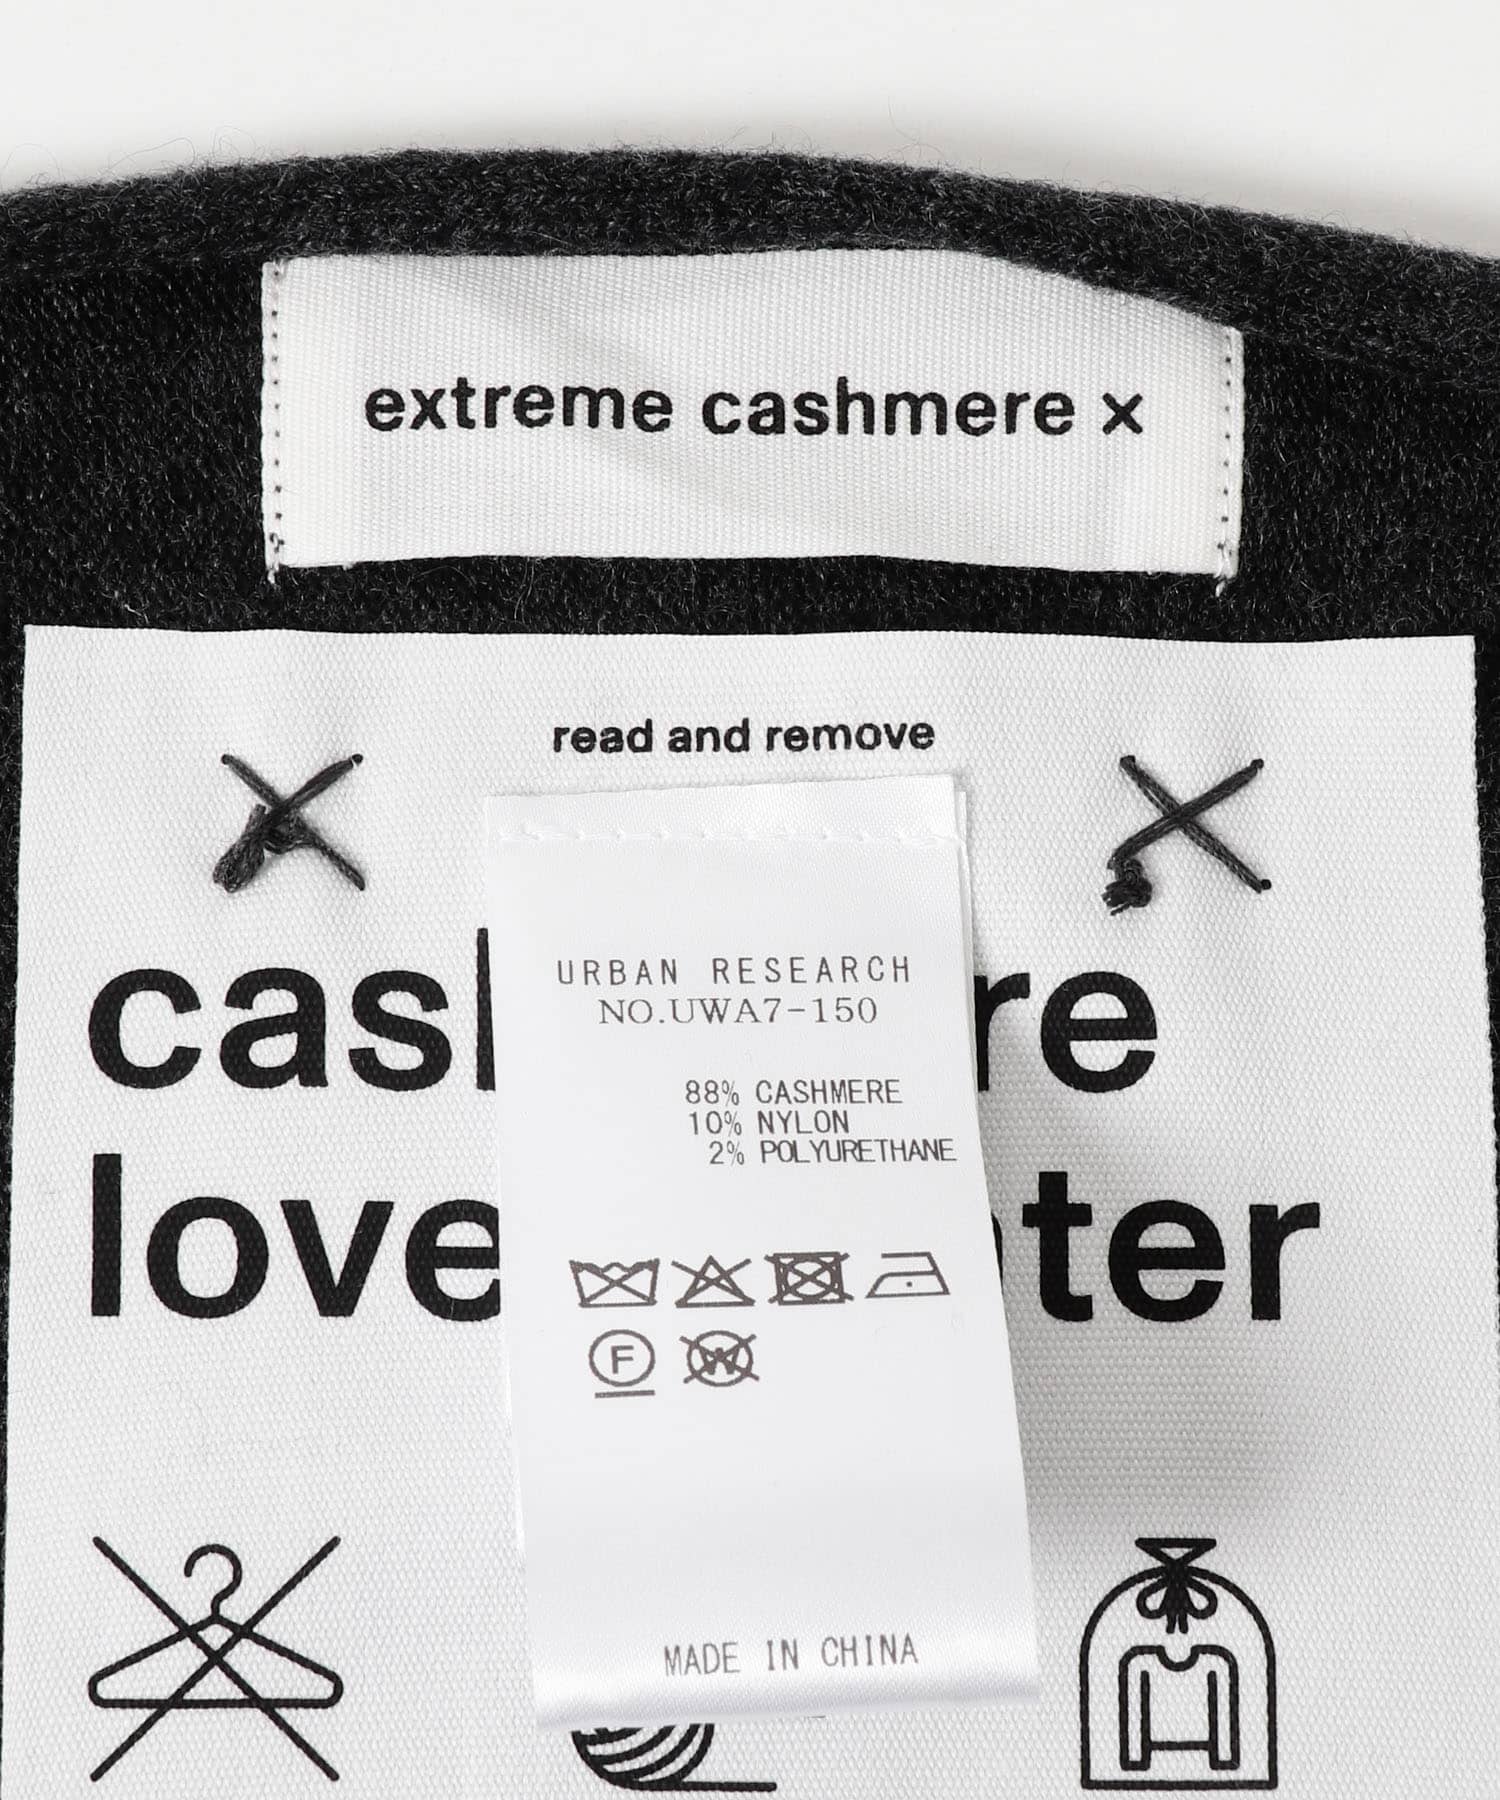 extreme cashmere ×
read and remove
URBAN RESEARCH
NO.UWA7-150
88% CASHMERE
10% NYLON
2% POLYURETHANE
F
W
MADE IN CHINA
love